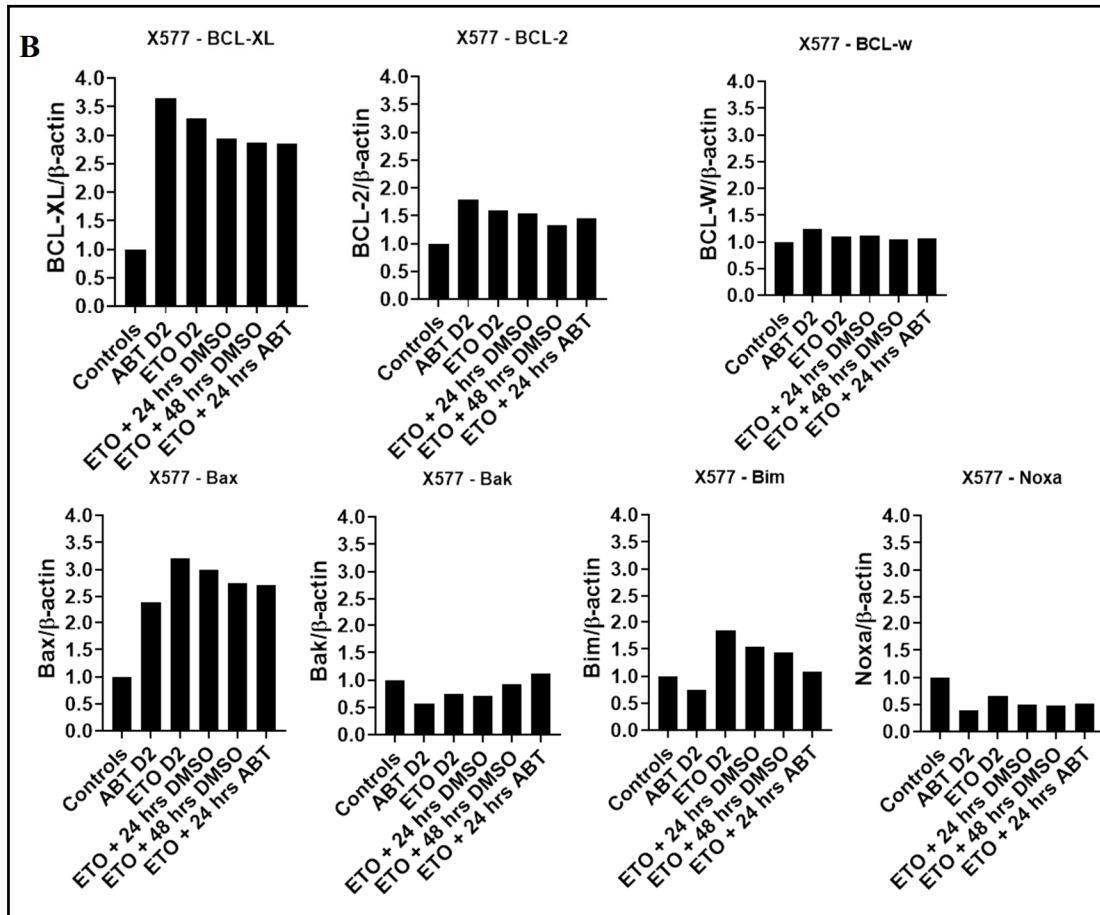 B
X577 - BCL-XL
BCL-XL/β-actin
4.0
3.5
3.0
2.5
2.0
1.5
1.0
0.5
0.0
Controls
ABT D2
ETO D2
ETO + 24 hrs DMSO
ETO + 48 hrs DMSO
ETO + 24 hrs ABT
X577 - BCL-2
BCL-2/β-actin
4.0
3.5
3.0
2.5
2.0
1.5
1.0
0.5
0.0
Controls
ABT D2
ETO D2
ETO + 24 hrs DMSO
ETO + 48 hrs DMSO
ETO + 24 hrs ABT
X577 - BCL-w
BCL-W/β-actin
4.0
3.5
3.0
2.5
2.0
1.5
1.0
0.5
0.0
Controls
ABT D2
ETO D2
ETO + 24 hrs DMSO
ETO + 48 hrs DMSO
ETO + 24 hrs ABT
X577 - Bax
Bax/β-actin
4.0
3.5
3.0
2.5
2.0
1.5
1.0
0.5
0.0
Controls
ABT D2
ETO D2
ETO + 24 hrs DMSO
ETO + 48 hrs DMSO
ETO + 24 hrs ABT
X577 - Bak
Bak/β-actin
4.0
3.5
3.0
2.5
2.0
1.5
1.0
0.5
0.0
Controls
ABT D2
ETO D2
ETO + 24 hrs DMSO
ETO + 48 hrs DMSO
ETO + 24 hrs ABT
X577 - Bim
Bim/β-actin
4.0
3.5
3.0
2.5
2.0
1.5
1.0
0.5
0.0
Controls
ABT D2
ETO D2
ETO + 24 hrs DMSO
ETO + 48 hrs DMSO
ETO + 24 hrs ABT
X577 - Noxa
Noxa/β-actin
4.0
3.5
3.0
2.5
2.0
1.5
1.0
0.5
0.0
Controls
ABT D2
ETO D2
ETO + 24 hrs DMSO
ETO + 48 hrs DMSO
ETO + 24 hrs ABT